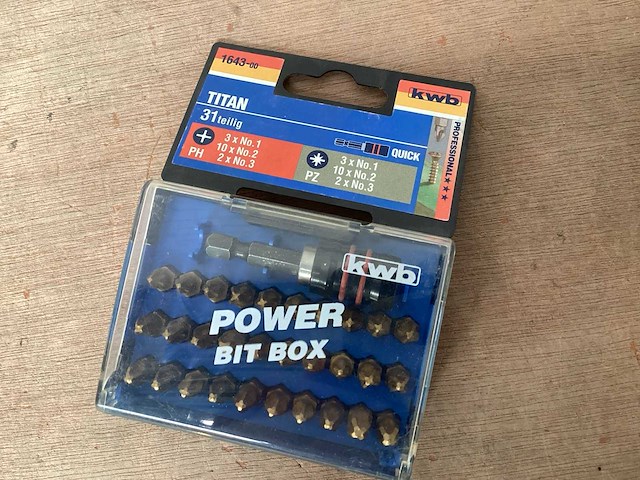 1643-00
kwb
TITAN
31teilig
PROFESSIONAL★★★
PH
3 x No.1
10 x No.2
2 x No.3
PZ
3 x No.1
10 x No.2
2 x No.3
QUICK
kwb
POWER
BIT BOX